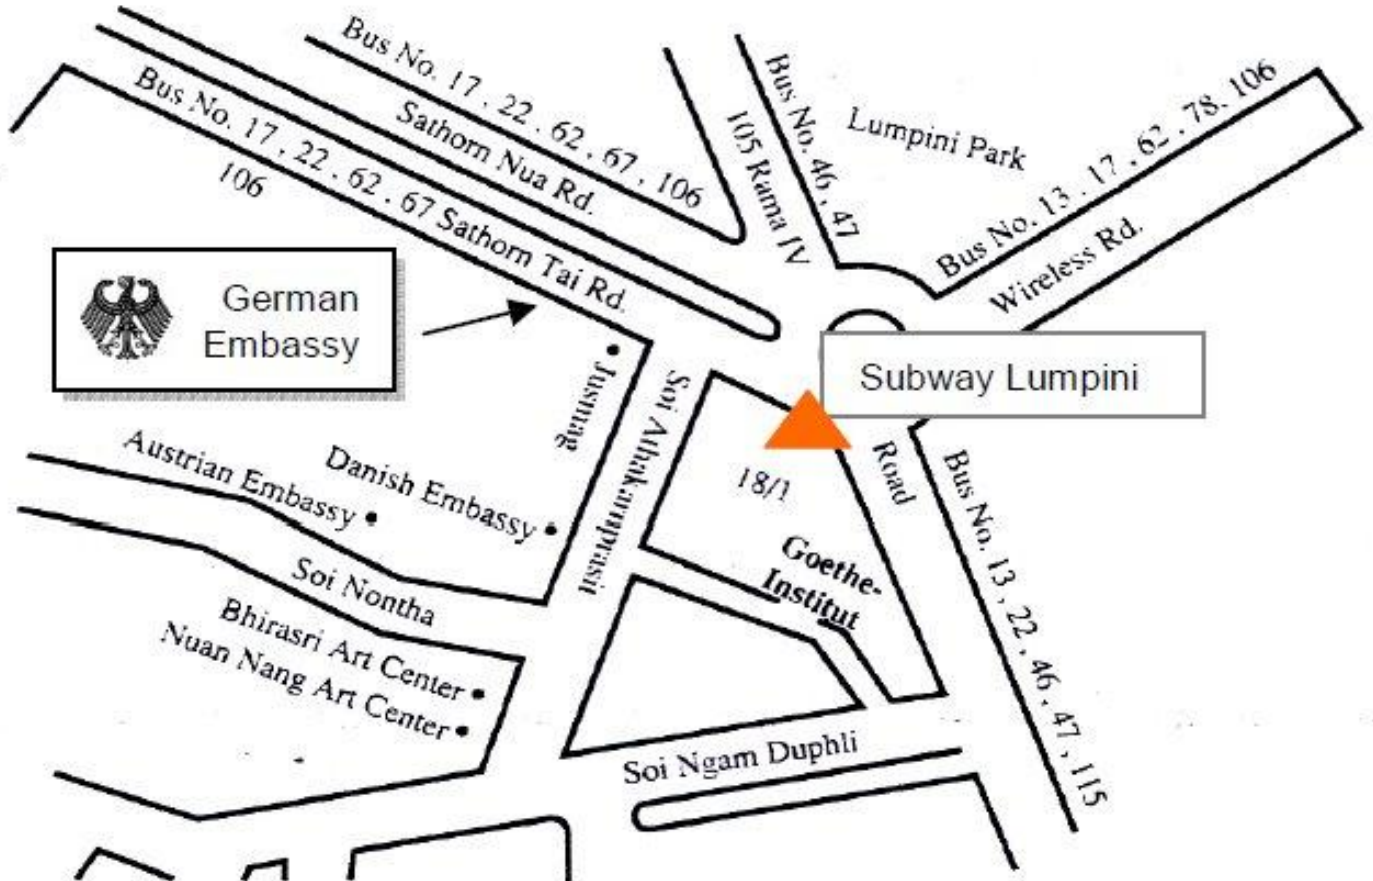 Bus No. 17 . 22 . 62 . 67 . 106
Sathorn Nua Rd.
Bus No. 17 , 22 . 62 . 67 Sathorn Tai Rd.
106
105 Rama IV
Bus No. 46 , 47
Lumpini Park
Bus No. 13 . 17 , 62 , 78. 106
Wireless Rd.
German
Embassy
Subway Lumpini
Jusmag
Soi Athakarnprasit
Austrian Embassy
Danish Embassy
18/1
Goethe-
Institut
Road
Bus No. 13 , 22 , 46 , 47 , 115
Soi Nontha
Bhirasri Art Center
Nuan Nang Art Center
Soi Ngam Duphli